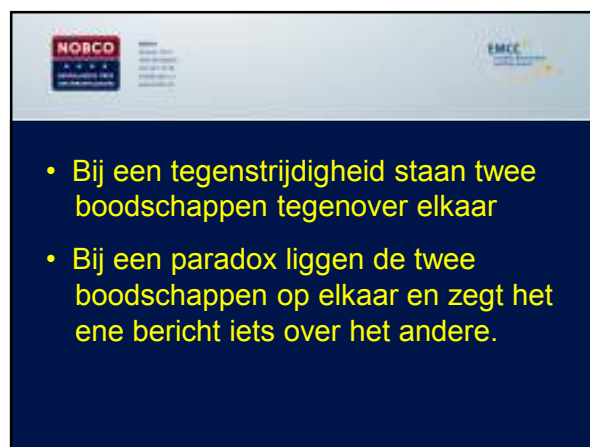 NOBCO
EMCC
• Bij een tegenstrijdigheid staan twee
boodschappen tegenover elkaar
• Bij een paradox liggen de twee
boodschappen op elkaar en zegt het
ene bericht iets over het andere.